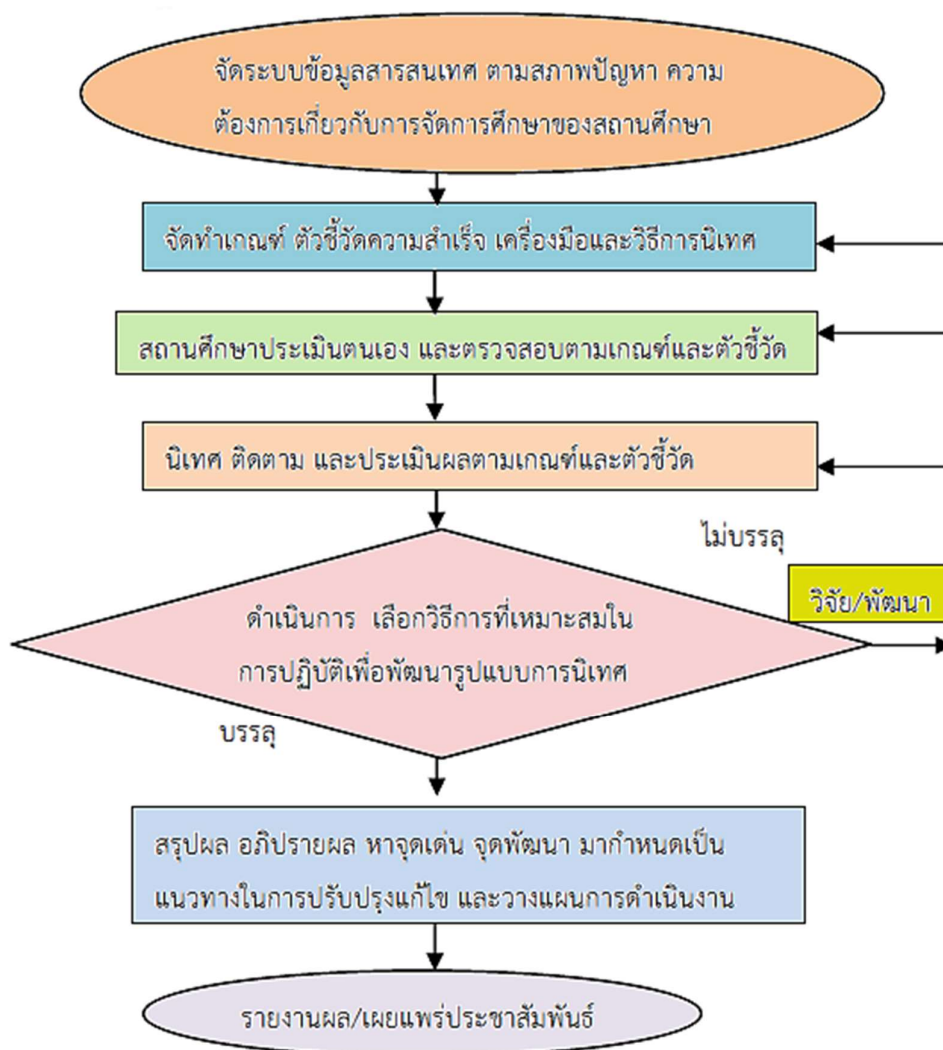 จัดระบบข้อมูลสารสนเทศ ตามสภาพปัญหา ความ
ต้องการเกี่ยวกับการจัดการศึกษาของสถานศึกษา
จัดทำเกณฑ์ ตัวชี้วัดความสำเร็จ เครื่องมือและวิธีการนิเทศ
สถานศึกษาประเมินตนเอง และตรวจสอบตามเกณฑ์และตัวชี้วัด
นิเทศ ติดตาม และประเมินผลตามเกณฑ์และตัวชี้วัด
ไม่บรรลุ
วิจัย/พัฒนา
ดำเนินการ เลือกวิธีการที่เหมาะสมใน
การปฏิบัติเพื่อพัฒนารูปแบบการนิเทศ
บรรลุ
สรุปผล อภิปรายผล หาจุดเด่น จุดพัฒนา มากำหนดเป็น
แนวทางในการปรับปรุงแก้ไข และวางแผนการดำเนินงาน
รายงานผล/เผยแพร่ประชาสัมพันธ์